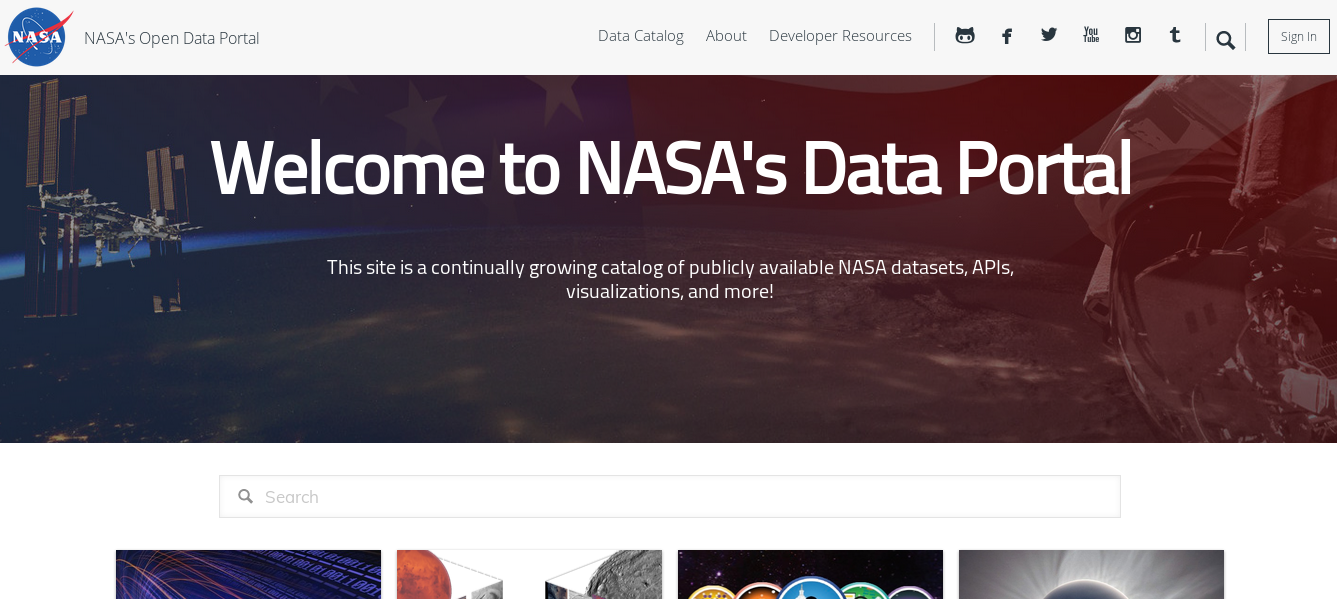 NASA
NASA's Open Data Portal
Data Catalog
About
Developer Resources
You
Tube
Sign In
Welcome to NASA's Data Portal
This site is a continually growing catalog of publicly available NASA datasets, APIs,
visualizations, and more!
Search